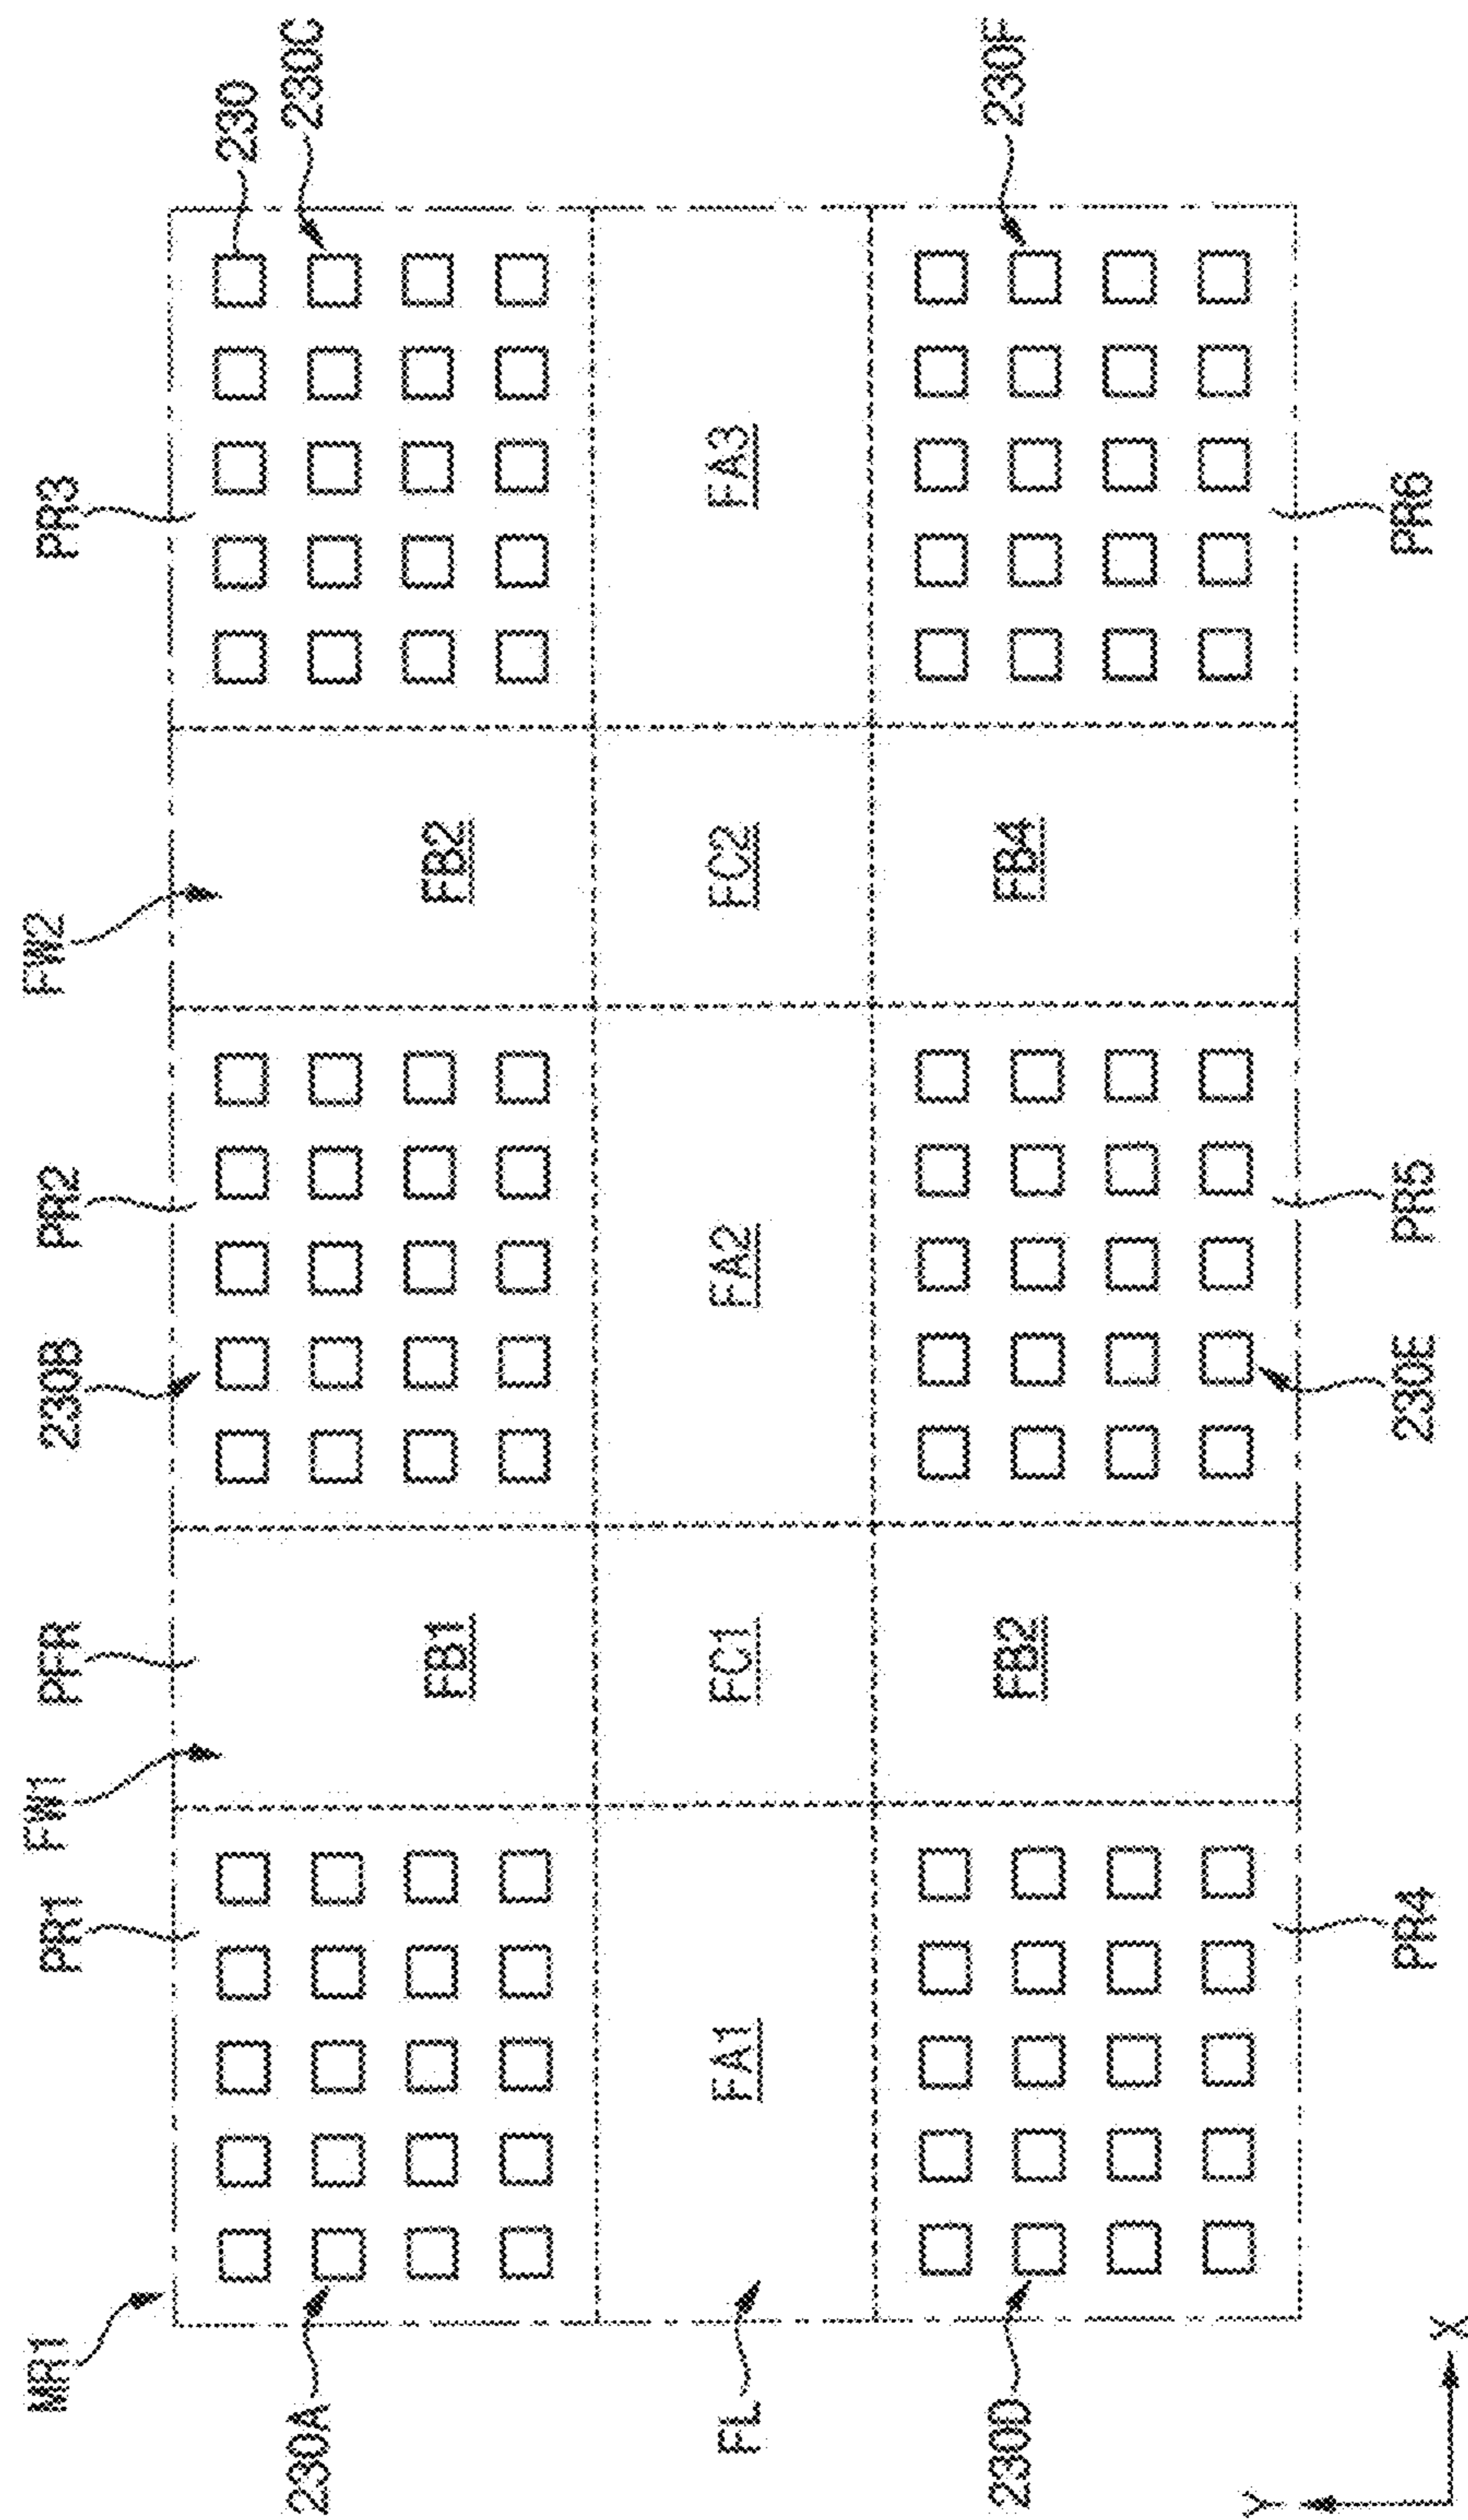 MR1
FW1
FW2
PR1
PFR
230B
PR2
PR3
230
230A
230C
FB1
FB2
FL
FA1
FC1
FA2
FC2
FA3
230D
FB2
FB4
230F
PR4
230E
PR5
PR6
Y
X